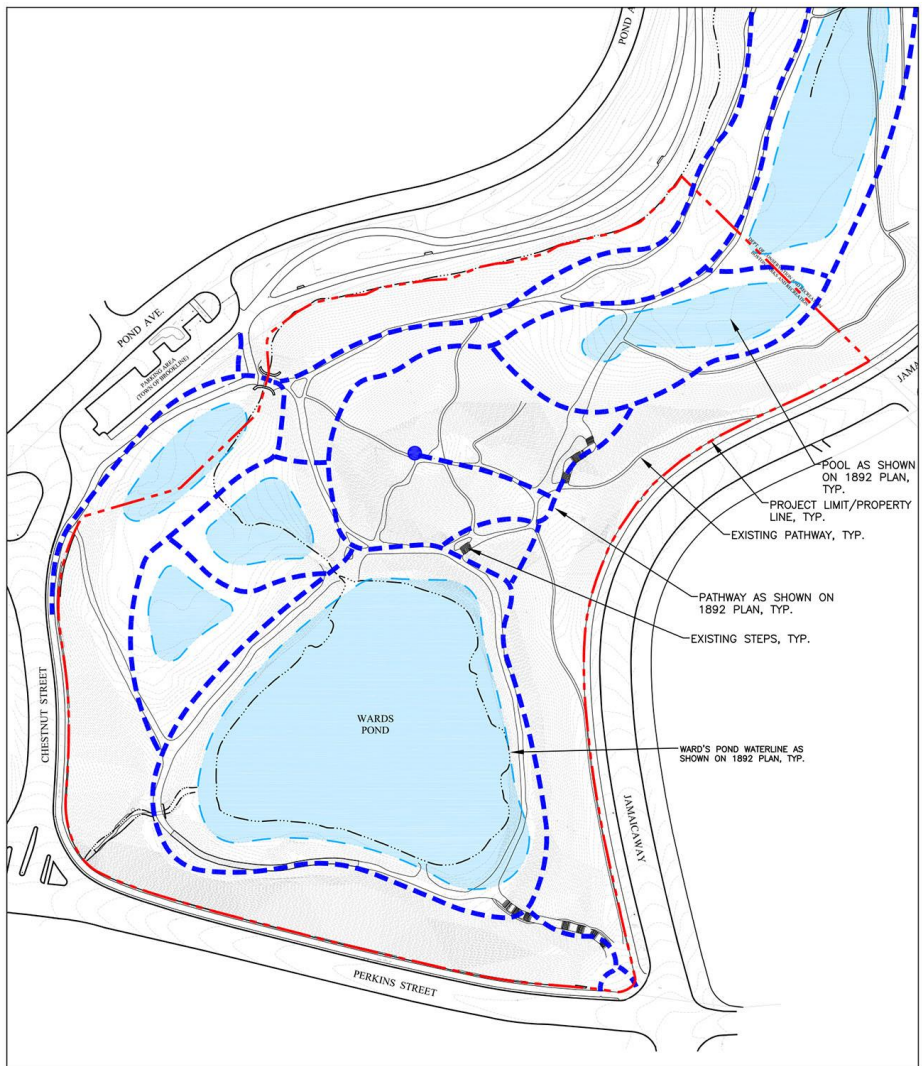 POND A
POND AVE.
PARKING AREA
(TOWN OF BROOKLINE)
JAMA
POOL AS SHOWN
ON 1892 PLAN,
TYP.
PROJECT LIMIT/PROPERTY
LINE, TYP.
EXISTING PATHWAY, TYP.
PATHWAY AS SHOWN ON
1892 PLAN, TYP.
EXISTING STEPS, TYP.
CHESTNUT STREET
WARDS
POND
WARD'S POND WATERLINE AS
SHOWN ON 1892 PLAN, TYP.
JAMAICAWAY
PERKINS STREET